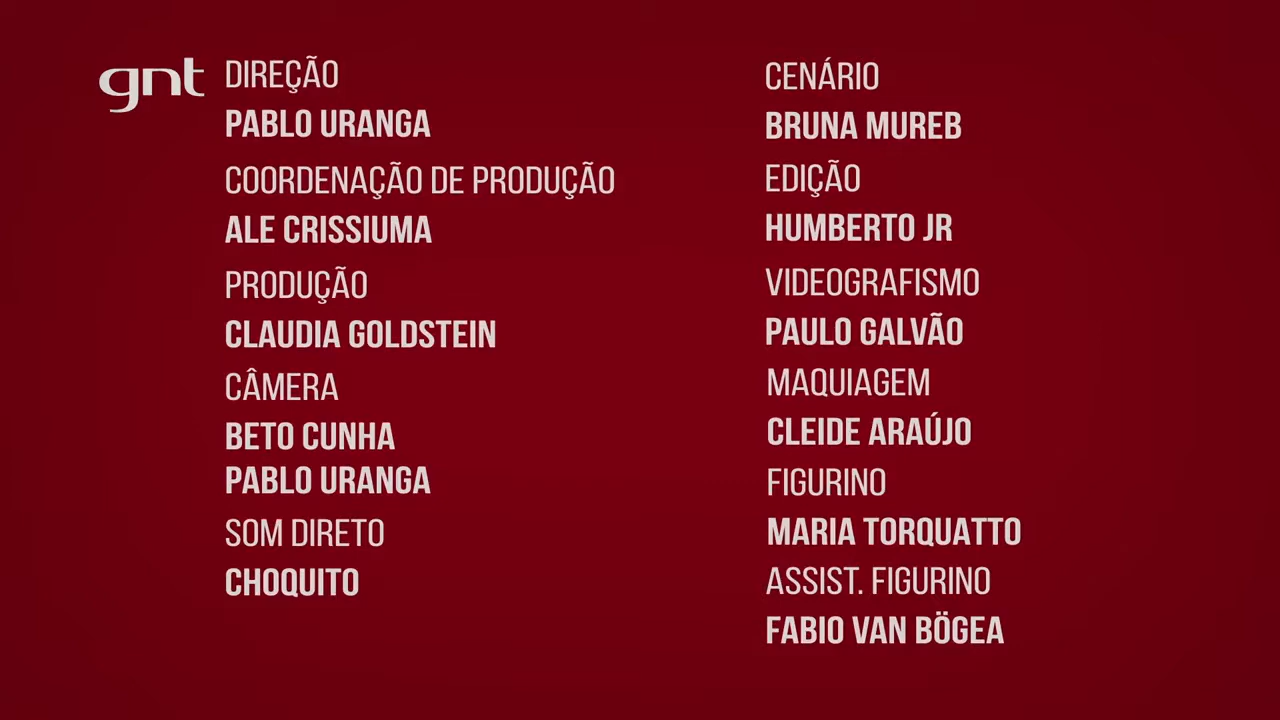 gnt
DIREÇÃO
PABLO URANGA
COORDENAÇÃO DE PRODUÇÃO
ALE CRISSIUMA
PRODUÇÃO
CLAUDIA GOLDSTEIN
CÂMERA
BETO CUNHA
PABLO URANGA
SOM DIRETO
CHOQUITO
CENÁRIO
BRUNA MUREB
EDIÇÃO
HUMBERTO JR
VIDEOGRAFISMO
PAULO GALVÃO
MAQUIAGEM
CLEIDE ARAÚJO
FIGURINO
MARIA TORQUATTO
ASSIST. FIGURINO
FABIO VAN BÖGEA